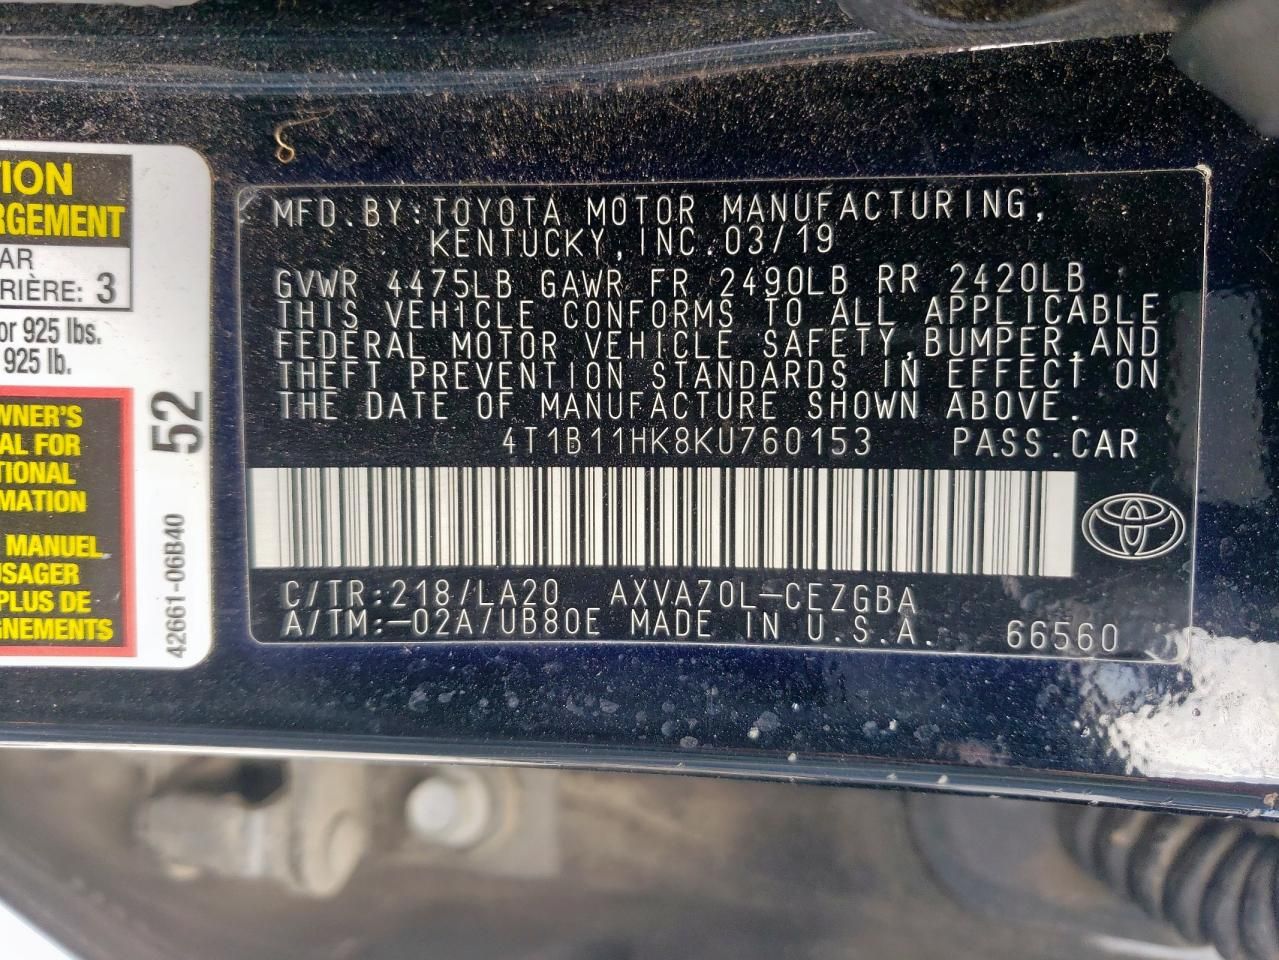 TION
RGEMENT
AR
RIÈRE: 3
or 925 lbs.
925 lb.
WNER'S
AL FOR
TIONAL
MATION
MANUEL
USAGER
PLUS DE
GNEMENTS
52
42661-06B40
MFD.BY:TOYOTA MOTOR MANUFACTURING,
KENTUCKY,INC.03/19
GVWR 4475LB GAWR FR 2490LB RR 2420LB
THIS VEHICLE CONFORMS TO ALL APPLICABLE
FEDERAL MOTOR VEHICLE SAFETY,BUMPER,AND
THEFT PREVENTION STANDARDS IN EFFECT ON
THE DATE OF MANUFACTURE SHOWN ABOVE.
4T1B11HK8KU760153 PASS.CAR
C/TR:218/LA20 AXVA70L-CEZGBA
A/TM:-02A/UB80E MADE IN U.S.A. 66560